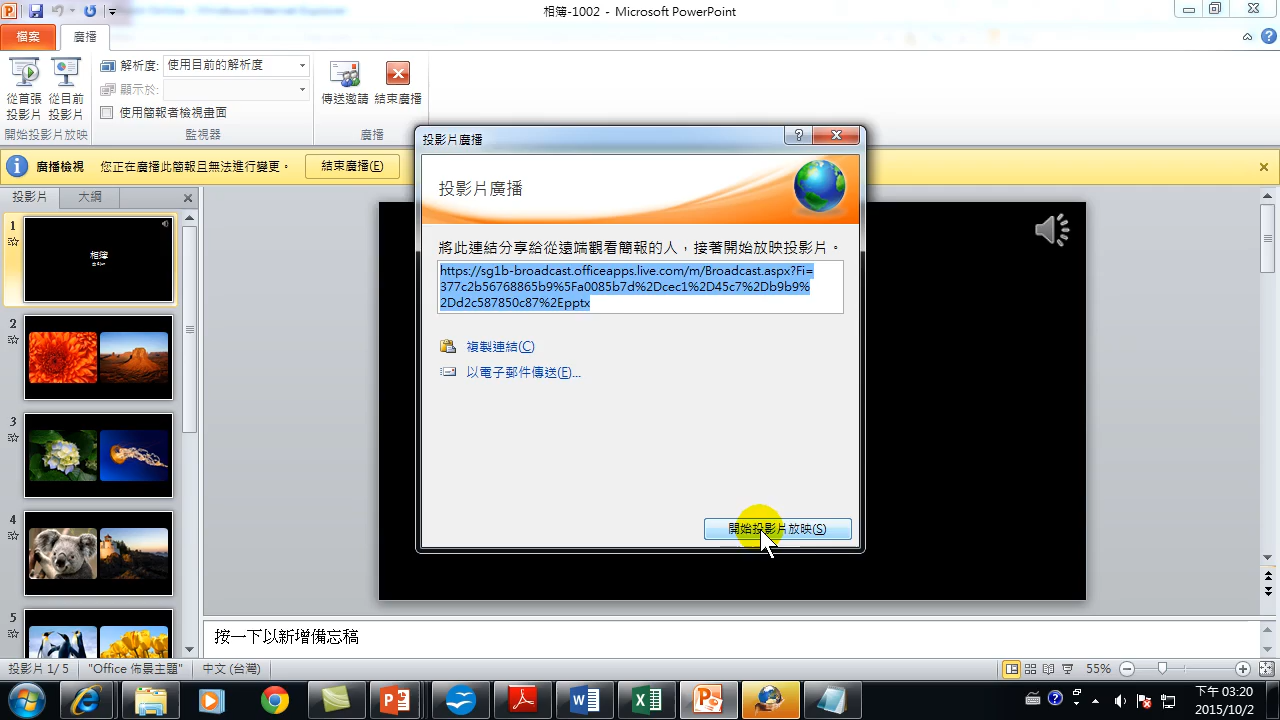 相簿-1002 - Microsoft PowerPoint
檔案
廣播
從首張
投影片
從目前
投影片
開始投影片放映
解析度:
使用目前的解析度
顯示於:
使用簡報者檢視畫面
監視器
傳送邀請
結束廣播
廣播
廣播檢視
您正在廣播此簡報且無法進行變更。
結束廣播(E)
投影片
大綱
1
相簿
2
3
4
5
投影片廣播
投影片廣播
將此連結分享給從遠端觀看簡報的人，接著開始放映投影片。
https://sg1b-broadcast.officeapps.live.com/m/Broadcast.aspx?Fi=
377c2b56768865b9%5Fa0085b7d%2Dcec1%2D45c7%2Db9b9%
2Dd2c587850c87%2Epptx
複製連結(C)
以電子郵件傳送(E)...
開始投影片放映(S)
按一下以新增備忘稿
投影片 1/ 5
"Office 佈景主題"
中文 (台灣)
55%
下午 03:20
2015/10/2